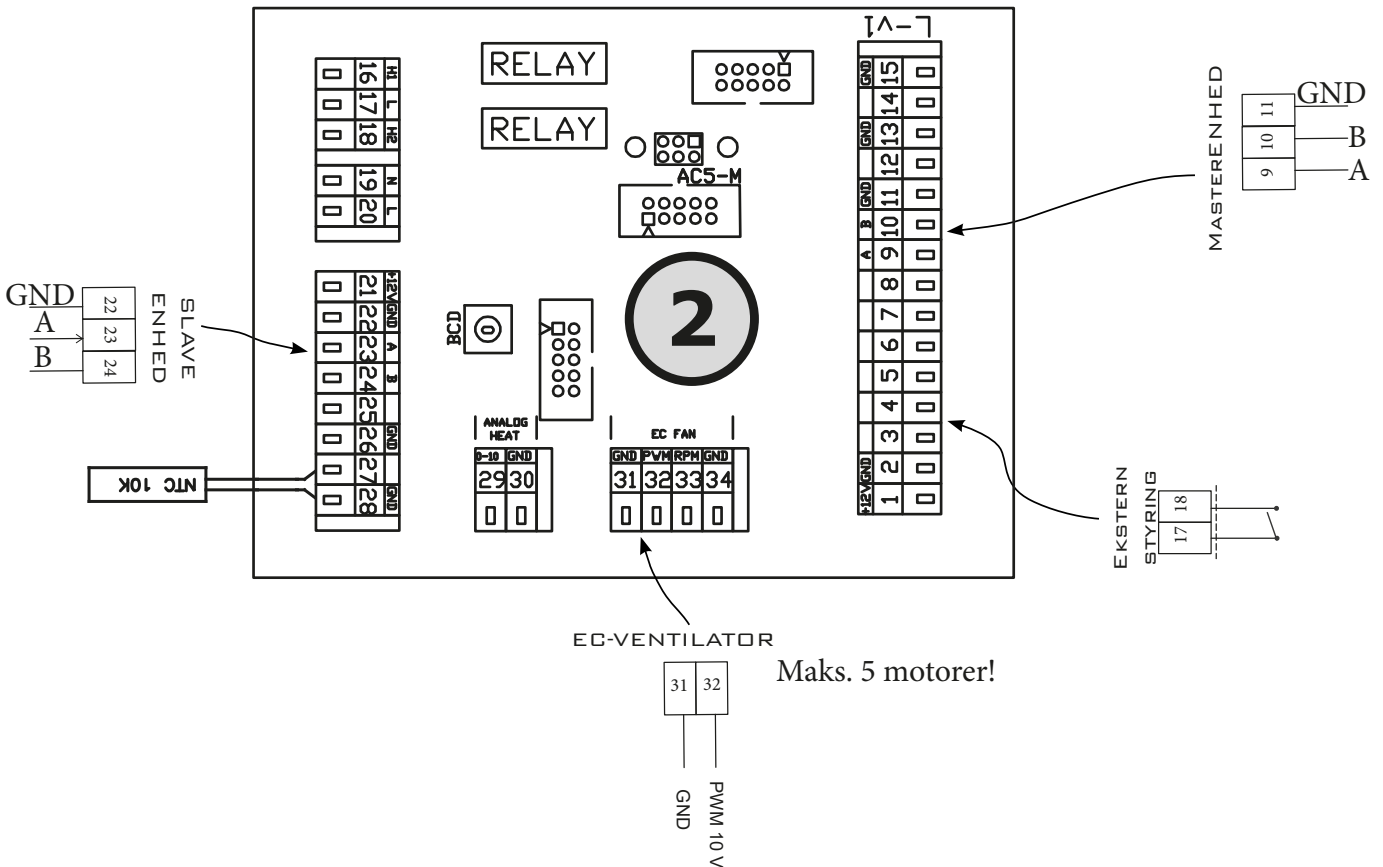 L-V1
RELAY
RELAY
AC5-M
16 H1
17 L
18 H2
19 N
20 L
21 +12V
22 GND
23 A
24 B
25
26 GND
27
28 GND
GND 15
14
GND 13
12
GND 11
B 10
A 9
8
7
6
5
4
3
GND 2
+12V 1
MASTERENHED
11 GND
10 B
9 A
GND 22
A 23
B 24
SLAVE
ENHED
BCD
0
2
ANALOG
HEAT
0-10 GND
29 30
EC FAN
GND PWM RPM GND
31 32 33 34
NTC 10K
EKSTERN
STYRING
18
17
EC-VENTILATOR
Maks. 5 motorer!
31 32
GND
PWM 10 V